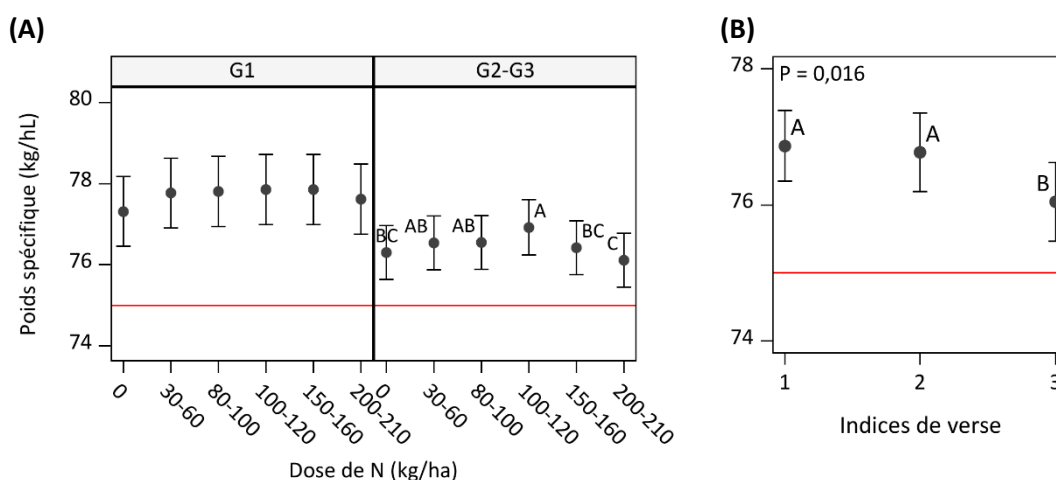 (A)
G1
G2-G3
Poids spécifique (kg/hL)
80
78
76
74
BC
AB
AB
A
BC
C
0
30-60
80-100
100-120
150-160
200-210
0
30-60
80-100
100-120
150-160
200-210
Dose de N (kg/ha)
(B)
P = 0,016
78
76
74
A
A
B
1
2
3
Indices de verse